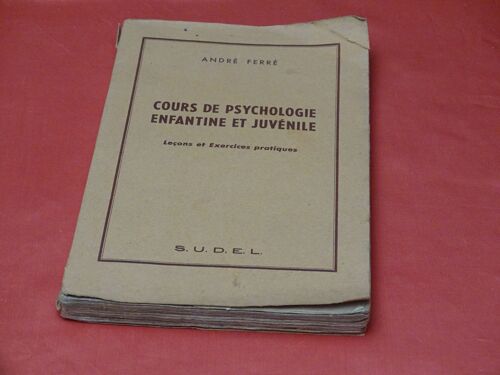 ANDRÉ FERRÉ
COURS DE PSYCHOLOGIE
ENFANTINE ET JUVÉNILE
Leçons et Exercices pratiques
S.U.D.E.L.